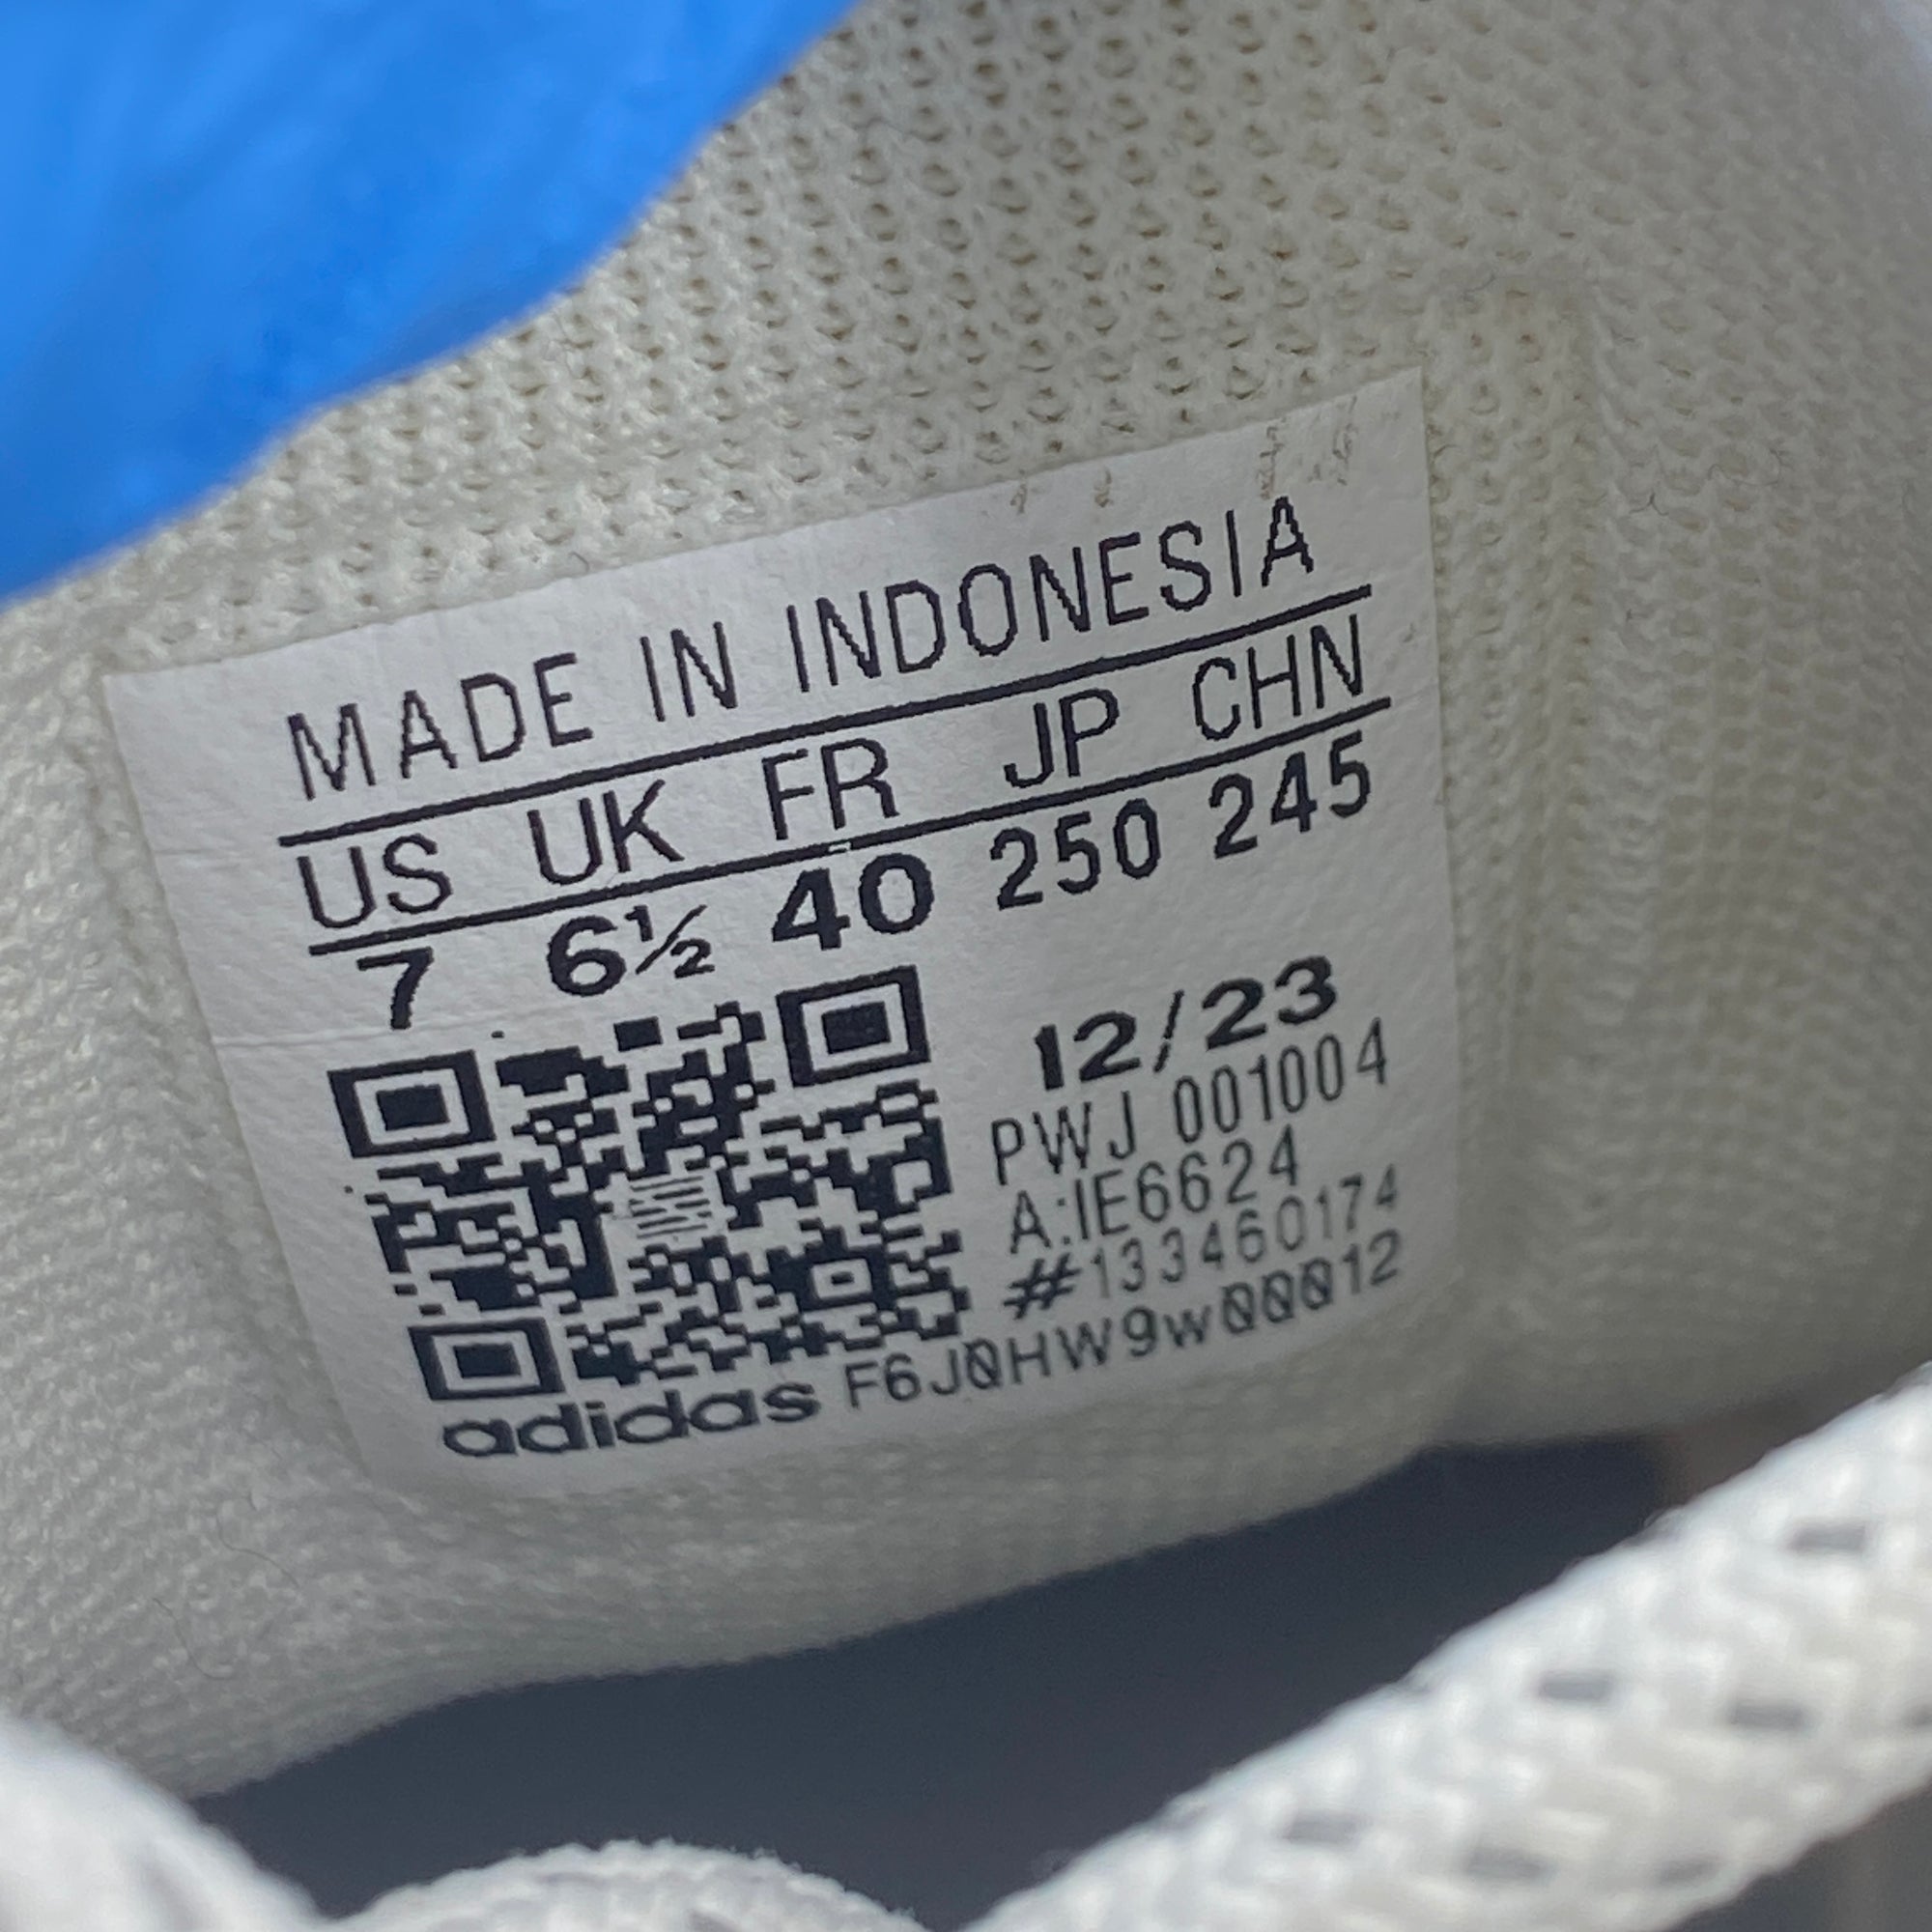 MADE IN INDONESIA
US UK FR JP CHN
7 6½ 40 250 245
12/23
PWJ 001004
A:IE6624
#133460174
adidas F6J0HW9w00012